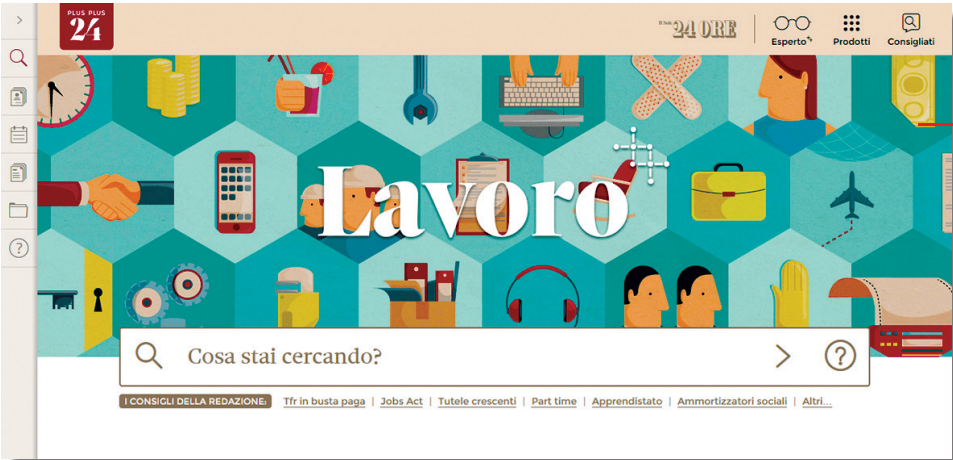 PLUS PLUS
24
Il Sole
24 ORE
Esperto++
Prodotti
Consigliati
Lavoro
Cosa stai cercando?
?
I CONSIGLI DELLA REDAZIONE: Tfr in busta paga | Jobs Act | Tutele crescenti | Part time | Apprendistato | Ammortizzatori sociali | Altri...
?